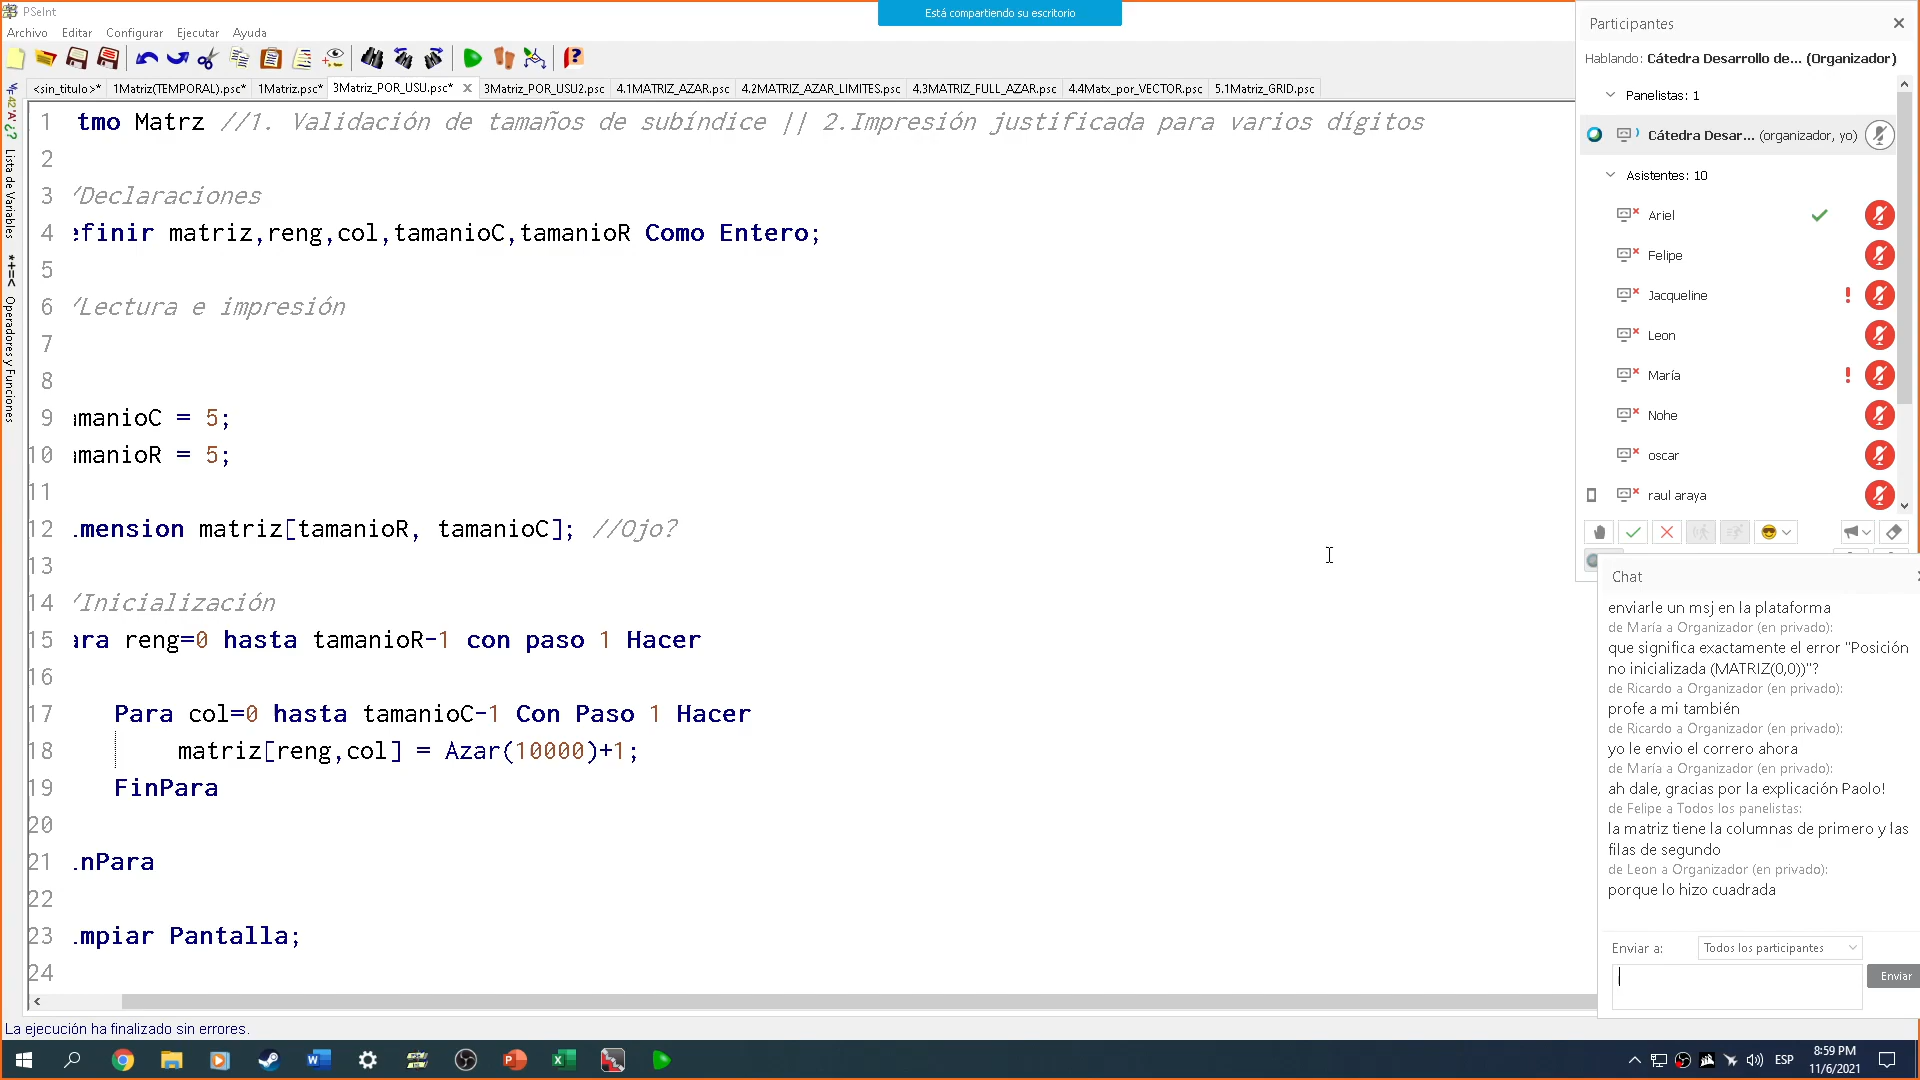 PSeInt
Está compartiendo su escritorio
Archivo Editar Configurar Ejecutar Ayuda
<sin_titulo>* 1Matriz(TEMPORAL).psc* 1Matriz.psc* 3Matriz_POR_USU.psc* 3Matriz_POR_USU2.psc 4.1MATRIZ_AZAR.psc 4.2MATRIZ_AZAR_LIMITES.psc 4.3MATRIZ_FULL_AZAR.psc 4.4Matx_por_VECTOR.psc 5.1Matriz_GRID.psc
Lista de Variables
Operadores y Funciones
1 tmo Matrz //1. Validación de tamaños de subíndice || 2.Impresión justificada para varios dígitos
2
3 /Declaraciones
4 efinir matriz,reng,col,tamanioC,tamanioR Como Entero;
5
6 /Lectura e impresión
7
8
9 amanioC = 5;
10 amanioR = 5;
11
12 imension matriz[tamanioR, tamanioC]; //Ojo?
13
14 /Inicialización
15 ara reng=0 hasta tamanioR-1 con paso 1 Hacer
16
17 Para col=0 hasta tamanioC-1 Con Paso 1 Hacer
18 matriz[reng,col] = Azar(10000)+1;
19 FinPara
20
21 inPara
22
23 impiar Pantalla;
24
La ejecución ha finalizado sin errores.
Participantes
Hablando: Cátedra Desarrollo de... (Organizador)
Panelistas: 1
Cátedra Desar... (organizador, yo)
Asistentes: 10
Ariel
Felipe
Jacqueline
Leon
María
Nohe
oscar
raul araya
Chat
enviarle un msj en la plataforma
de María a Organizador (en privado):
que significa exactamente el error "Posición
no inicializada (MATRIZ(0,0))"?
de Ricardo a Organizador (en privado):
profe a mi también
de Ricardo a Organizador (en privado):
yo le envio el correro ahora
de María a Organizador (en privado):
ah dale, gracias por la explicación Paolo!
de Felipe a Todos los panelistas:
la matriz tiene la columnas de primero y las
filas de segundo
de Leon a Organizador (en privado):
porque lo hizo cuadrada
Enviar a: Todos los participantes
Enviar
ESP
8:59 PM
11/6/2021